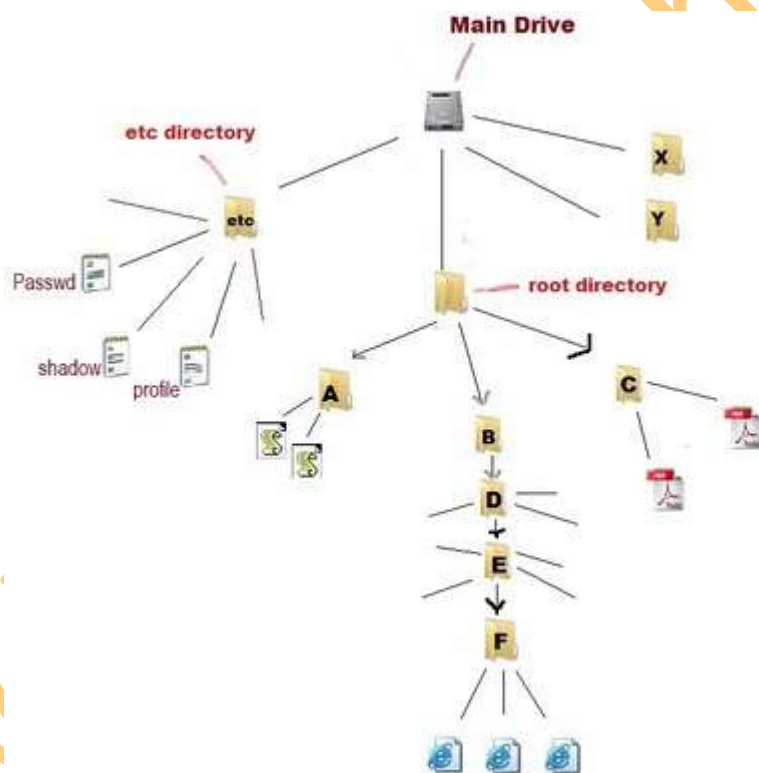 Main Drive
etc directory
X
etc
Y
Passwd
root directory
shadow
profile
A
C
B
D
E
F